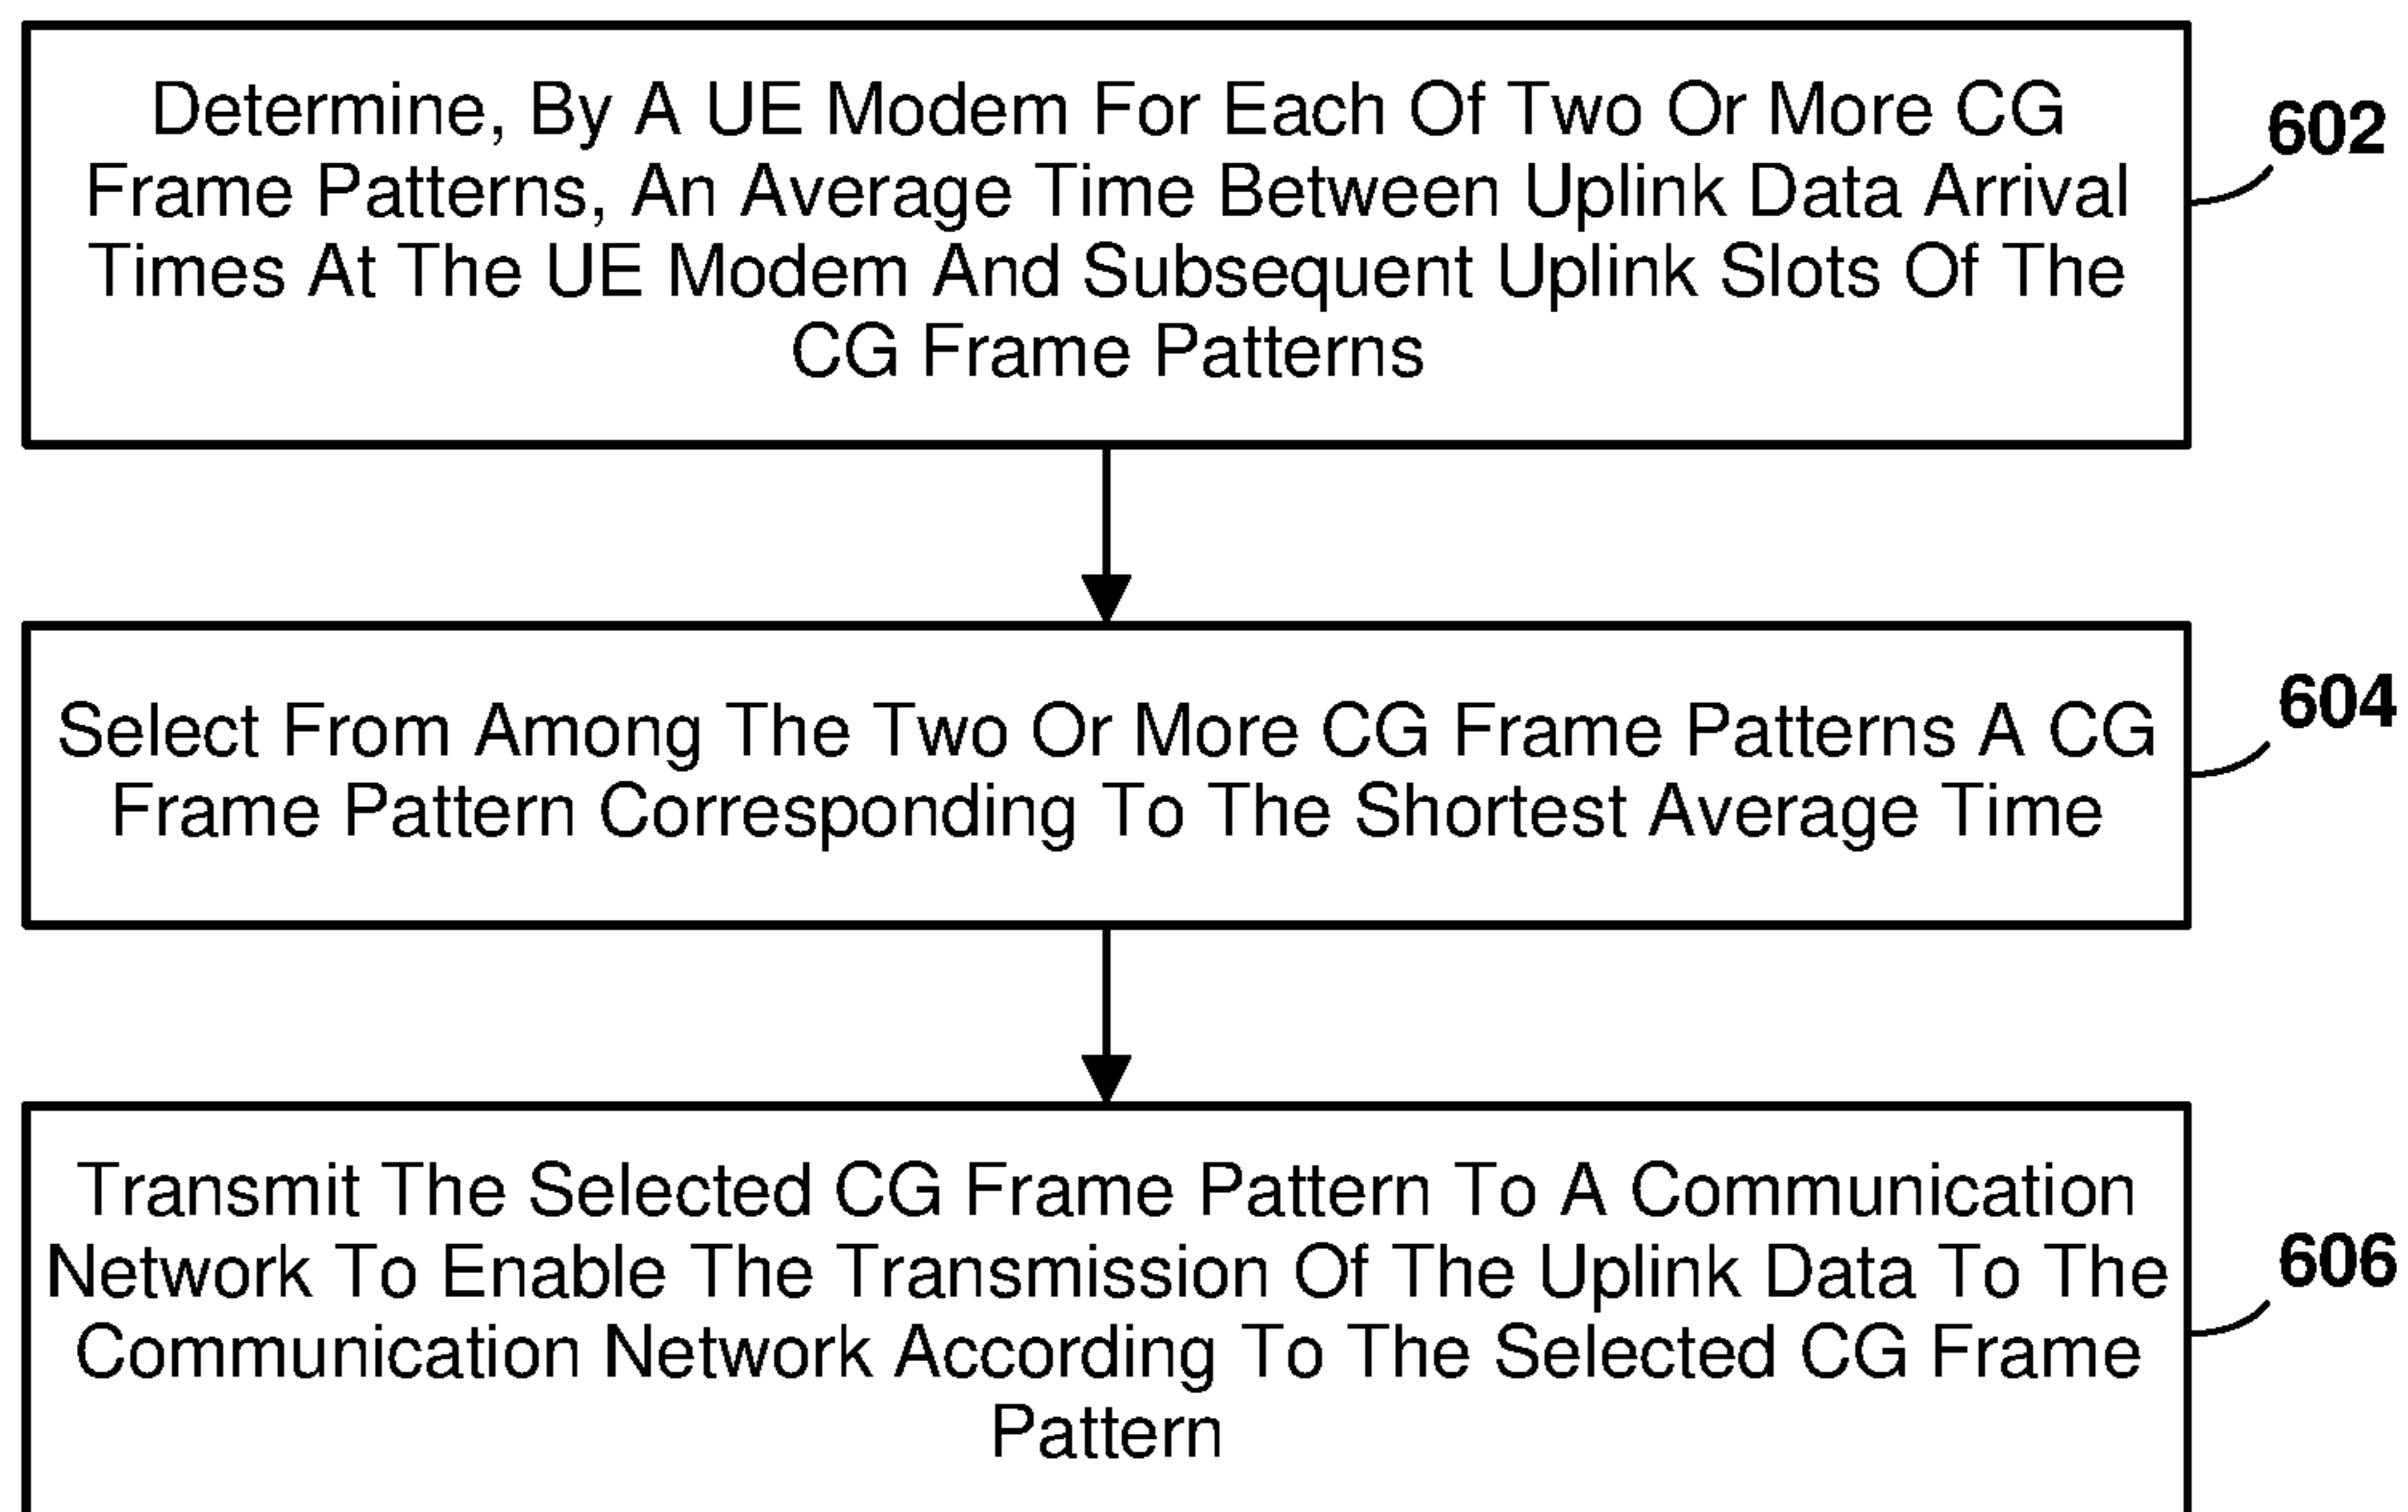 Determine, By A UE Modem For Each Of Two Or More CG
Frame Patterns, An Average Time Between Uplink Data Arrival
Times At The UE Modem And Subsequent Uplink Slots Of The
CG Frame Patterns
602
Select From Among The Two Or More CG Frame Patterns A CG
Frame Pattern Corresponding To The Shortest Average Time
604
Transmit The Selected CG Frame Pattern To A Communication
Network To Enable The Transmission Of The Uplink Data To The
Communication Network According To The Selected CG Frame
Pattern
606